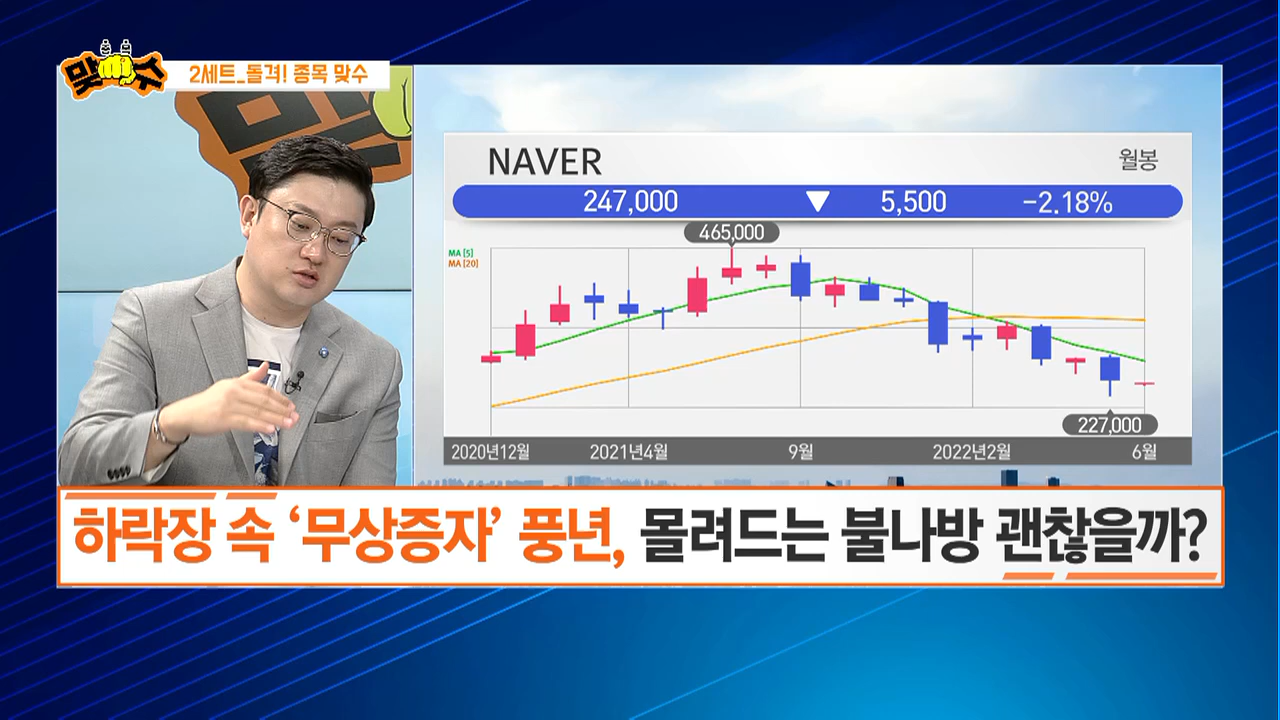 종목
맞수
2세트_돌격! 종목 맞수
NAVER
월봉
247,000 ▼ 5,500 -2.18%
465,000
MA [5]
MA [20]
227,000
2020년12월 2021년4월 9월 2022년2월 6월
하락장 속 ‘무상증자’ 풍년, 몰려드는 불나방 괜찮을까?